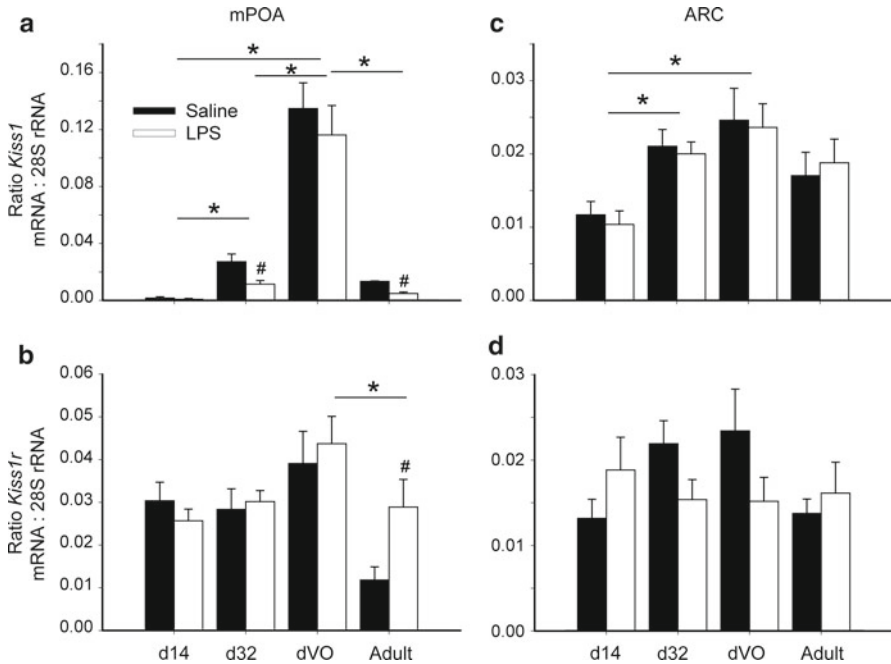 a
mPOA
Ratio Kiss1
mRNA : 28S rRNA
0.16
0.12
0.08
0.04
0.00
Saline
LPS
*
*
*
*
#
#
c
ARC
0.03
0.02
0.01
0.00
*
*
b
Ratio Kiss1r
mRNA : 28S rRNA
0.06
0.05
0.04
0.03
0.02
0.01
0.00
*
#
d14
d32
dVO
Adult
d
0.03
0.02
0.01
0.00
d14
d32
dVO
Adult